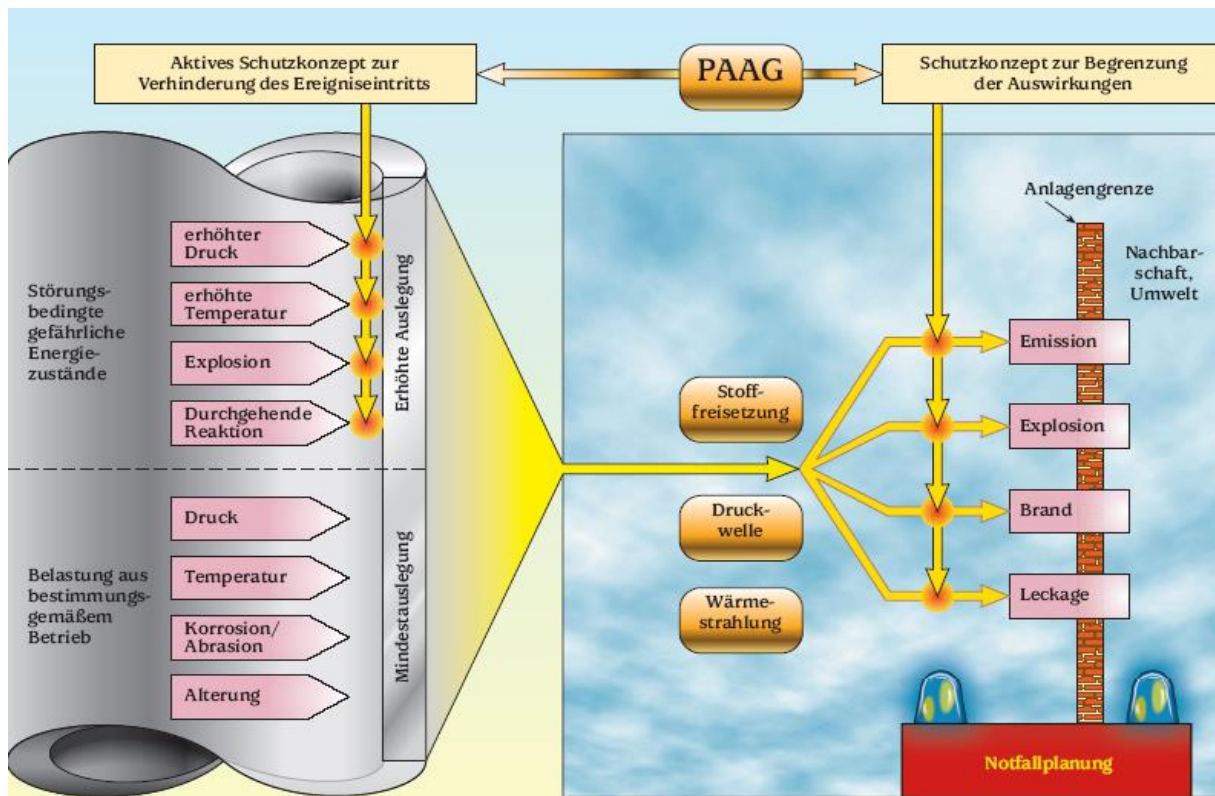 Aktives Schutzkonzept zur
Verhinderung des Ereigniseintritts
PAAG
Schutzkonzept zur Begrenzung
der Auswirkungen
Störungs-
bedingte
gefährliche
Energie-
zustände
erhöhter
Druck
erhöhte
Temperatur
Explosion
Durchgehende
Reaktion
Erhöhte Auslegung
Belastung aus
bestimmungs-
gemäßem
Betrieb
Druck
Temperatur
Korrosion/
Abrasion
Alterung
Mindestauslegung
Stoff-
freisetzung
Druck-
welle
Wärme-
strahlung
Anlagengrenze
Nachbar-
schaft,
Umwelt
Emission
Explosion
Brand
Leckage
Notfallplanung